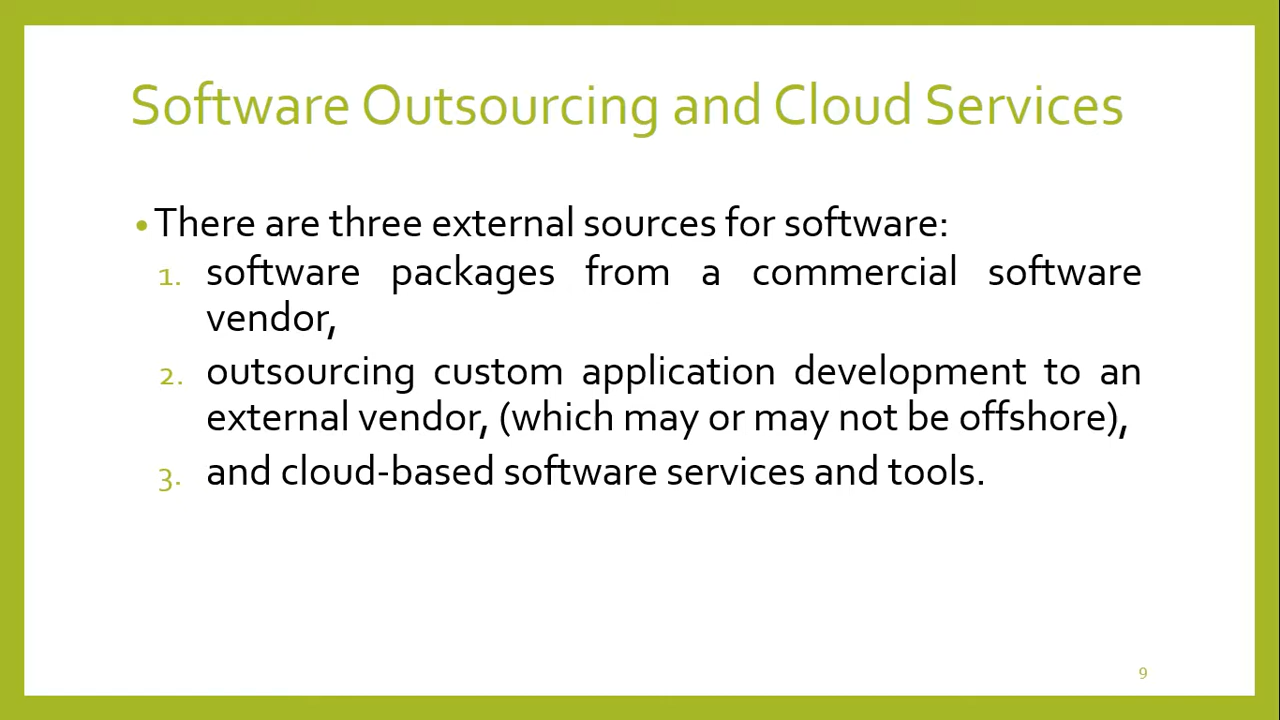 Software Outsourcing and Cloud Services
• There are three external sources for software:
1. software packages from a commercial software
vendor,
2. outsourcing custom application development to an
external vendor, (which may or may not be offshore),
3. and cloud-based software services and tools.
9